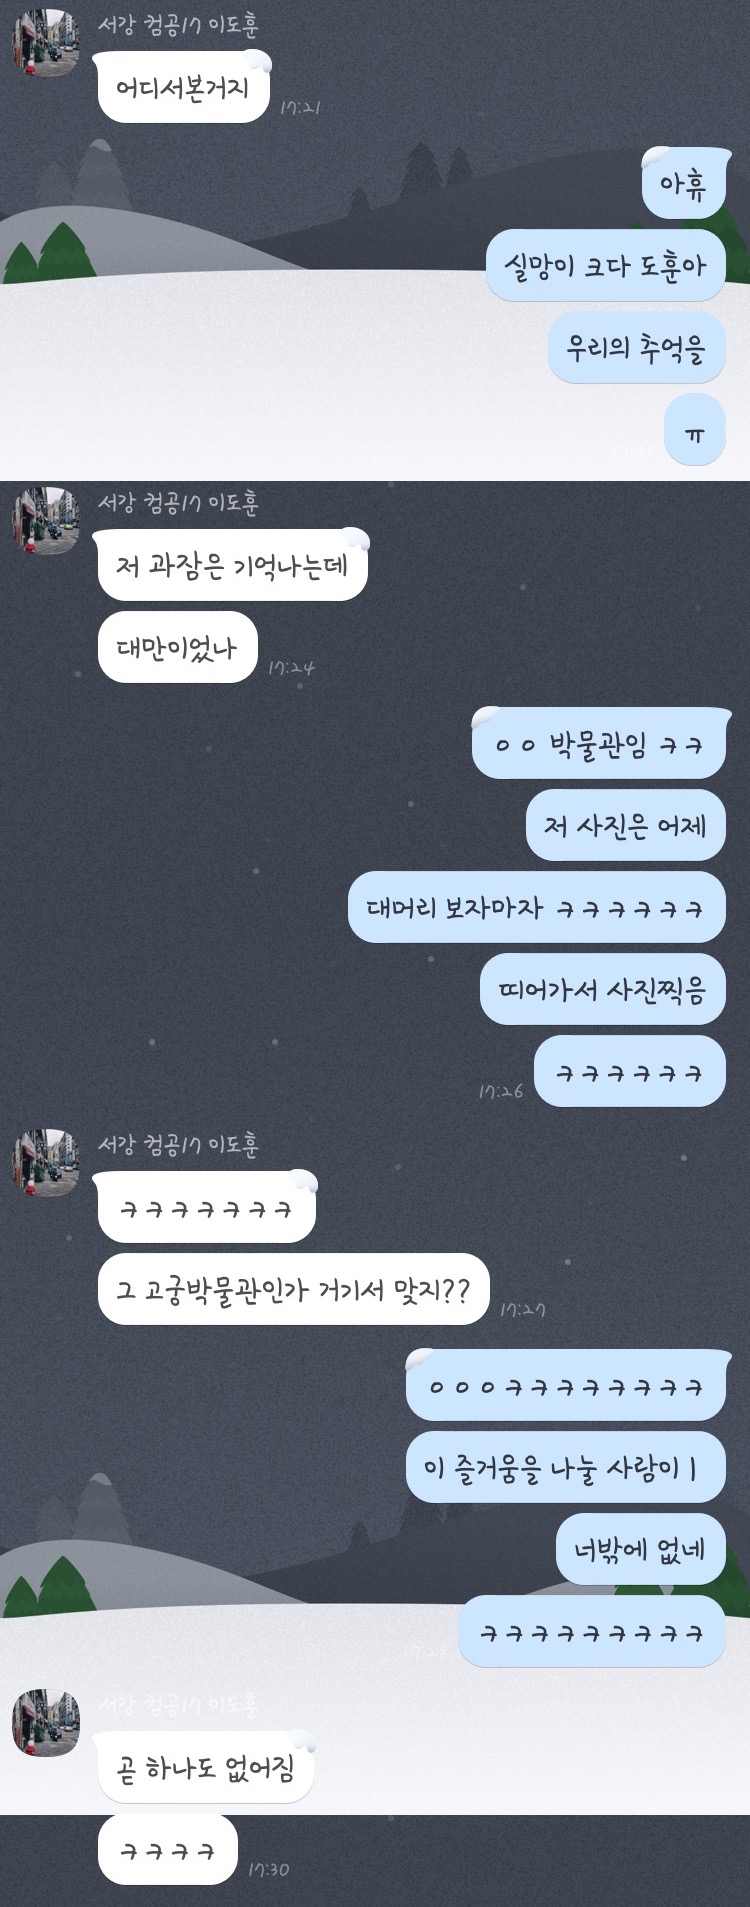 서강 컴공17 이도훈
어디서본거지
17:21
아휴
실망이 크다 도훈아
우리의 추억을
ㅠ
서강 컴공17 이도훈
저 과잠은 기억나는데
대만이었나
17:24
ㅇㅇ 박물관임 ㅋㅋ
저 사진은 어제
대머리 보자마자 ㅋㅋㅋㅋㅋㅋ
띠어가서 사진찍음
ㅋㅋㅋㅋㅋㅋ
17:26
서강 컴공17 이도훈
ㅋㅋㅋㅋㅋㅋㅋ
그 고궁박물관인가 거기서 맞지??
17:27
ㅇㅇㅇㅋㅋㅋㅋㅋㅋㅋㅋ
이 즐거움을 나눌 사람이ㅣ
너밖에 없네
ㅋㅋㅋㅋㅋㅋㅋㅋㅋ
17:28
서강 컴공17 이도훈
곧 하나도 없어짐
ㅋㅋㅋㅋ
17:30